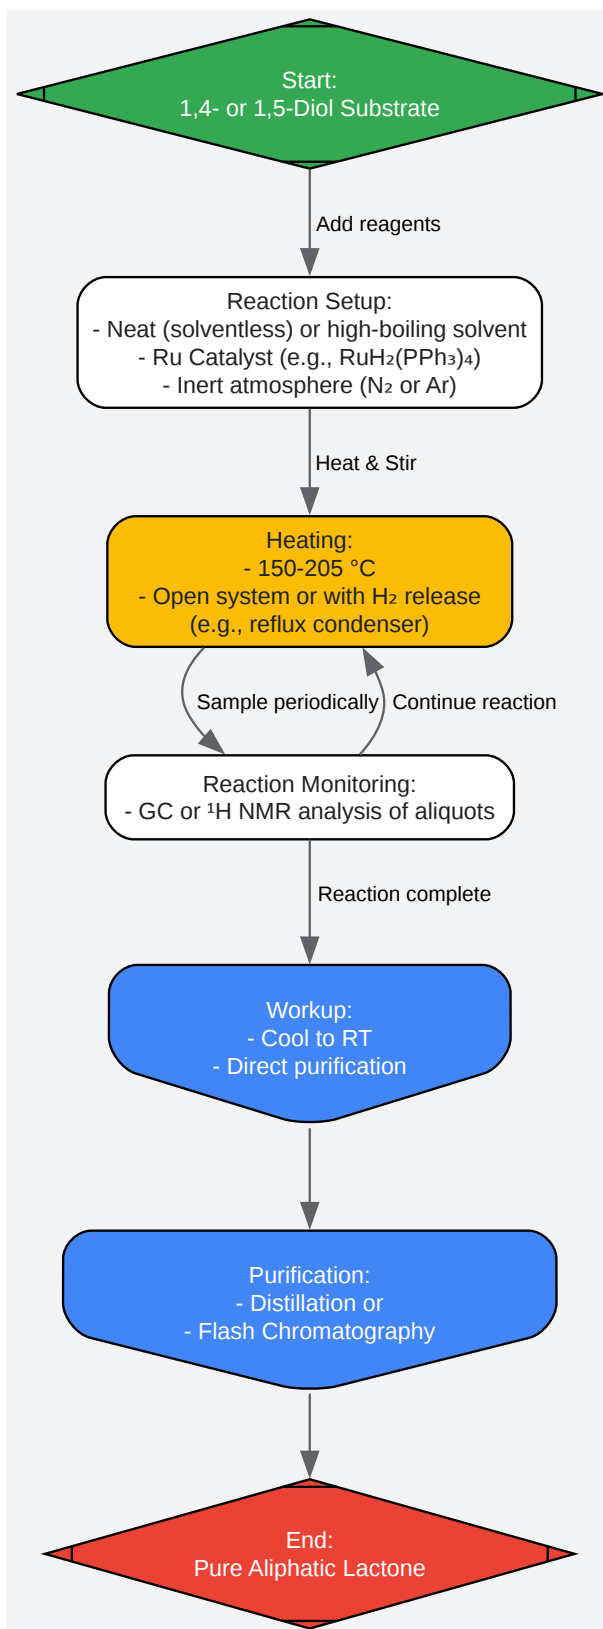 Start:
1,4- or 1,5-Diol Substrate
Add reagents
Reaction Setup:
- Neat (solventless) or high-boiling solvent
- Ru Catalyst (e.g., RuH₂(PPh₃)₄)
- Inert atmosphere (N₂ or Ar)
Heat & Stir
Heating:
- 150-205 °C
- Open system or with H₂ release
(e.g., reflux condenser)
Sample periodically
Continue reaction
Reaction Monitoring:
- GC or ¹H NMR analysis of aliquots
Reaction complete
Workup:
- Cool to RT
- Direct purification
Purification:
- Distillation or
- Flash Chromatography
End:
Pure Aliphatic Lactone